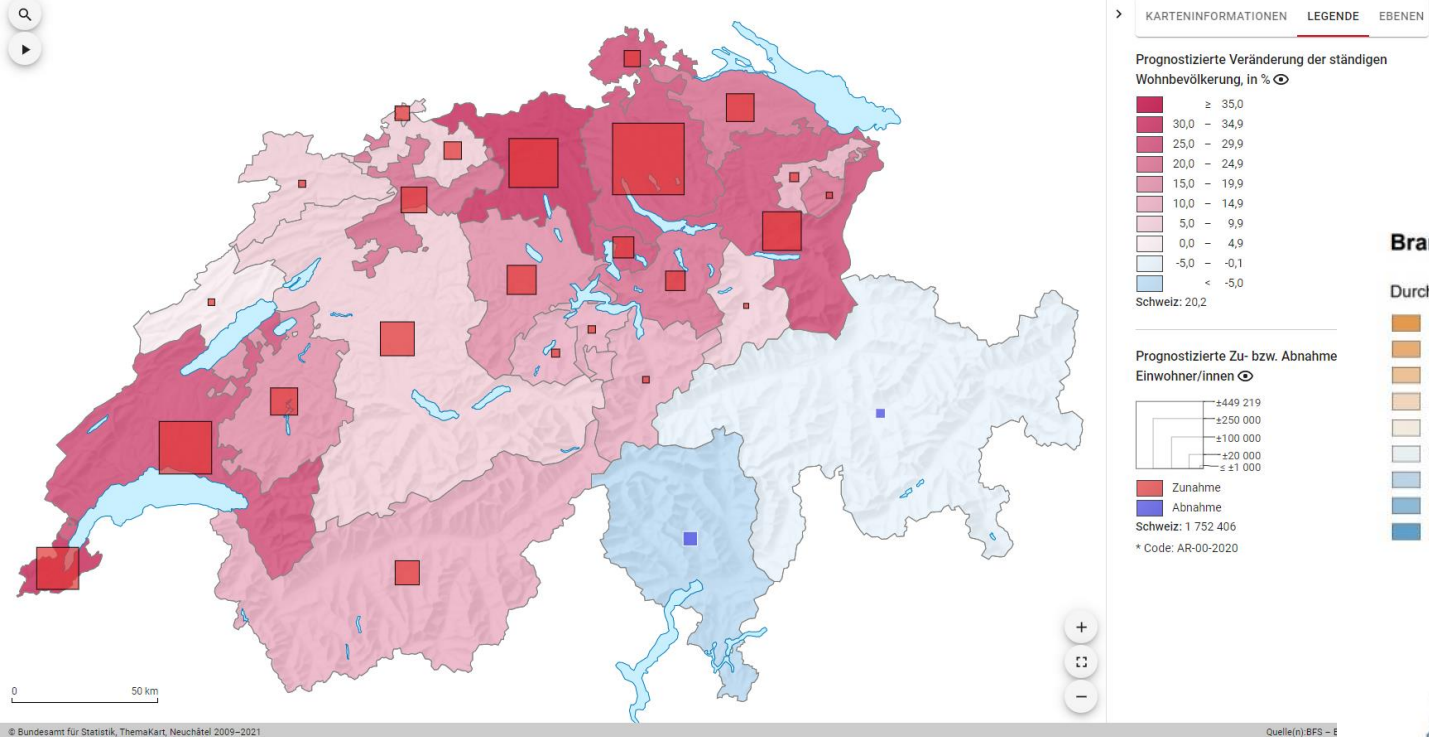 KARTENINFORMATIONEN LEGENDE EBENEN
Prognostizierte Veränderung der ständigen
Wohnbevölkerung, in %
≥ 35,0
30,0 – 34,9
25,0 – 29,9
20,0 – 24,9
15,0 – 19,9
10,0 – 14,9
5,0 – 9,9
0,0 – 4,9
-5,0 – -0,1
< -5,0
Schweiz: 20,2
Prognostizierte Zu- bzw. Abnahme
Einwohner/innen
±449 219
±250 000
±100 000
±20 000
≤ ±1 000
Zunahme
Abnahme
Schweiz: 1 752 406
* Code: AR-00-2020
Bra
Durch
0 50 km
© Bundesamt für Statistik, ThemaKart, Neuchâtel 2009–2021
Quelle(n):BFS –